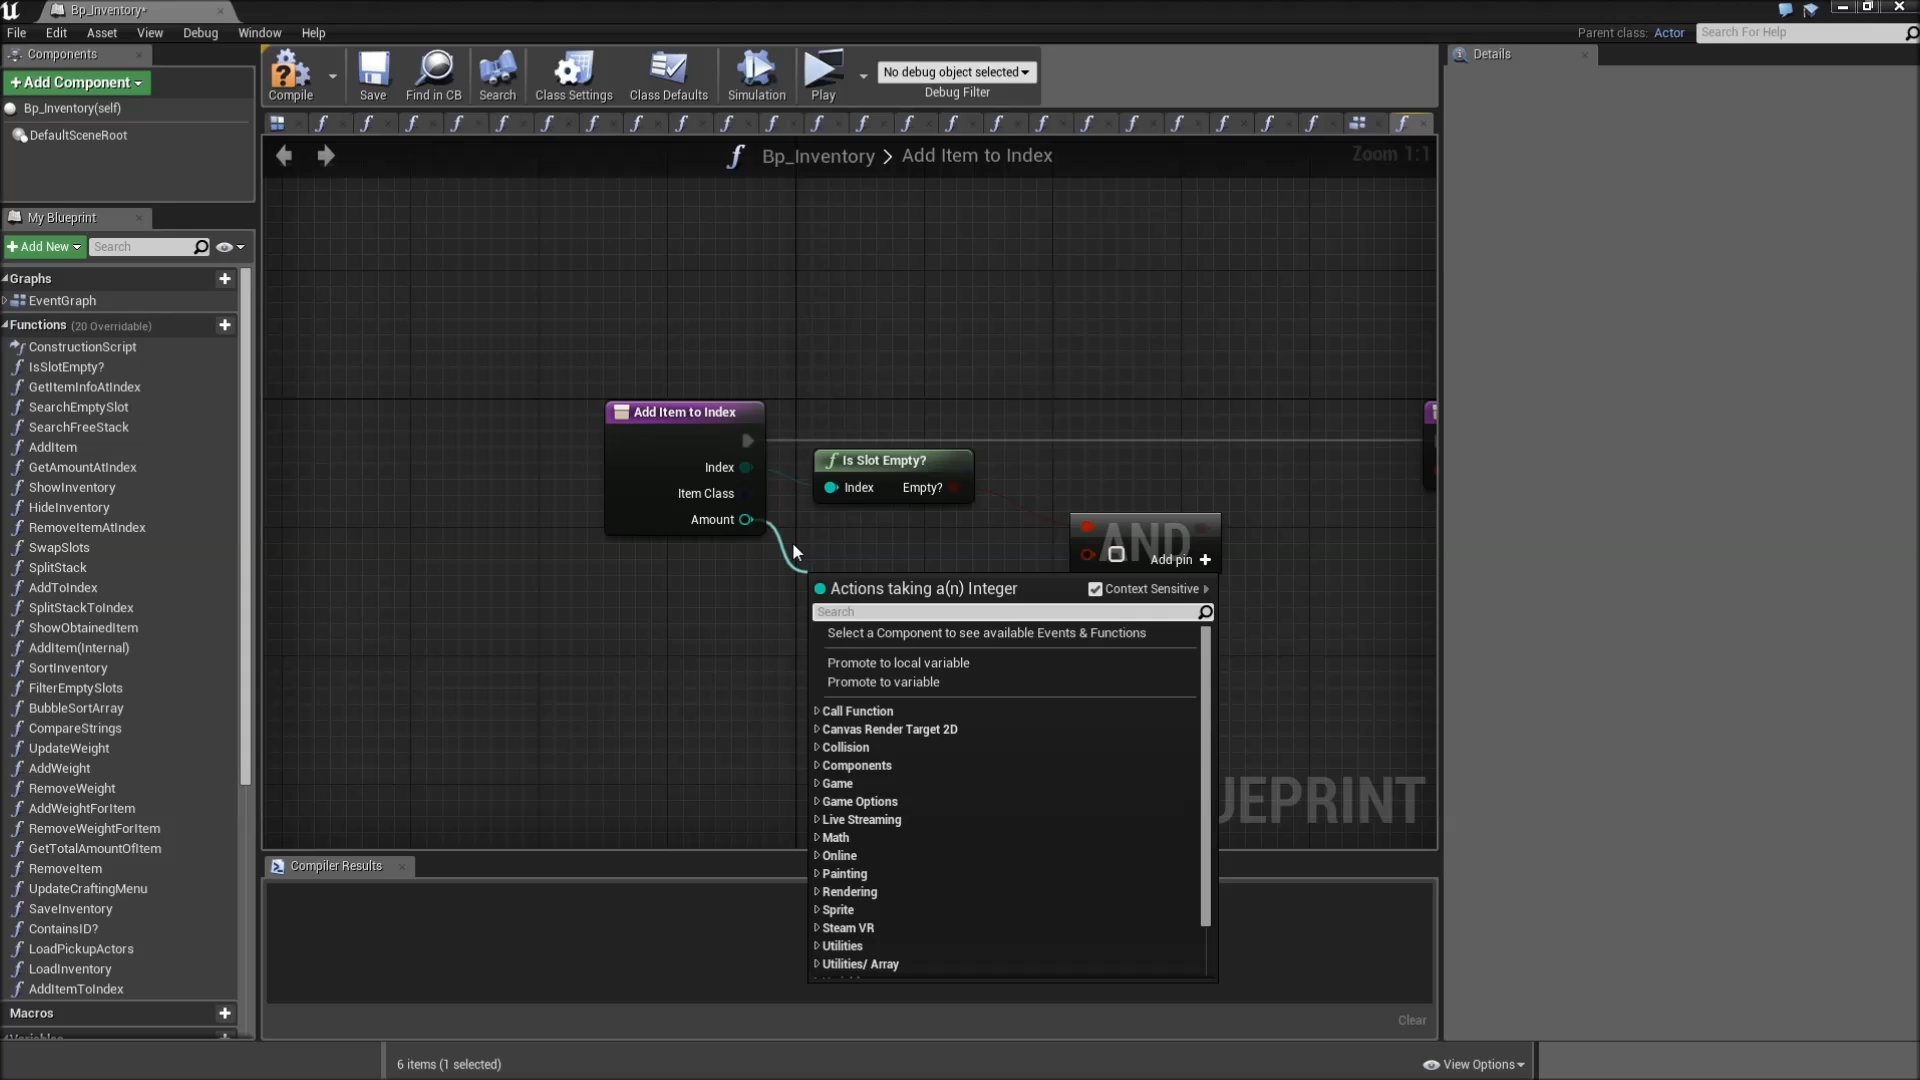 Bp_Inventory*
File Edit Asset View Debug Window Help
Parent class: Actor
Search For Help
Components
Details
+Add Component
Bp_Inventory(self)
DefaultSceneRoot
Compile
Save
Find in CB
Search
Class Settings
Class Defaults
Simulation
Play
No debug object selected
Debug Filter
Bp_Inventory > Add Item to Index
Zoom 1:1
My Blueprint
+Add New
Search
Graphs
EventGraph
Functions (20 Overridable)
ConstructionScript
IsSlotEmpty?
GetItemInfoAtIndex
SearchEmptySlot
SearchFreeStack
AddItem
GetAmountAtIndex
ShowInventory
HideInventory
RemoveItemAtIndex
SwapSlots
SplitStack
AddToIndex
SplitStackToIndex
ShowObtainedItem
AddItem(Internal)
SortInventory
FilterEmptySlots
BubbleSortArray
CompareStrings
UpdateWeight
AddWeight
RemoveWeight
AddWeightForItem
RemoveWeightForItem
GetTotalAmountOfItem
RemoveItem
UpdateCraftingMenu
SaveInventory
ContainsID?
LoadPickupActors
LoadInventory
AddItemToIndex
Macros
Add Item to Index
Index
Item Class
Amount
Is Slot Empty?
Index Empty?
AND
Add pin +
Actions taking a(n) Integer
Context Sensitive
Search
Select a Component to see available Events & Functions
Promote to local variable
Promote to variable
Call Function
Canvas Render Target 2D
Collision
Components
Game
Game Options
Live Streaming
Math
Online
Painting
Rendering
Sprite
Steam VR
Utilities
Utilities/ Array
UEPRINT
Compiler Results
Clear
6 items (1 selected)
View Options